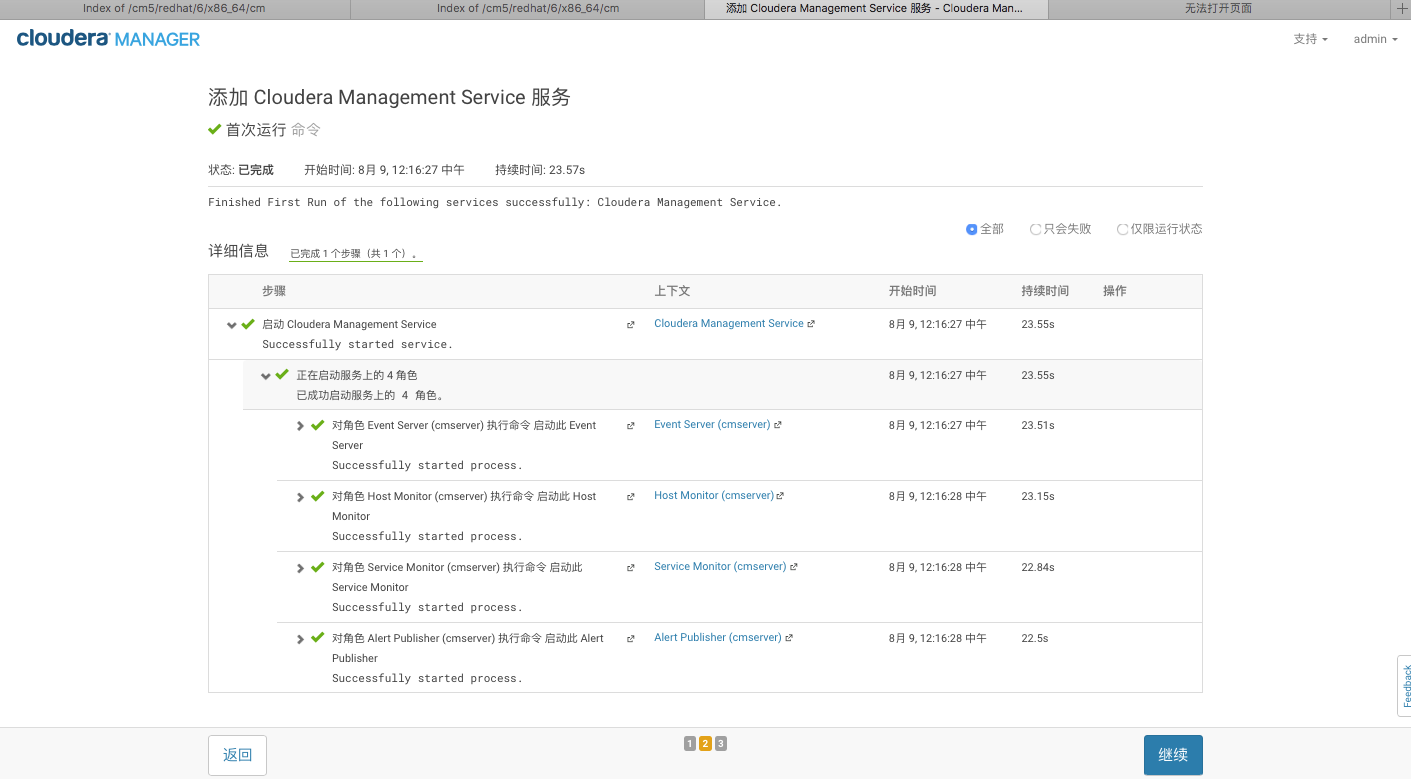 Index of /cm5/redhat/6/x86_64/cm
Index of /cm5/redhat/6/x86_64/cm
添加 Cloudera Management Service 服务 - Cloudera Man...
无法打开页面
cloudera MANAGER
支持
admin
添加 Cloudera Management Service 服务
首次运行 命令
状态: 已完成
开始时间: 8月 9, 12:16:27 中午
持续时间: 23.57s
Finished First Run of the following services successfully: Cloudera Management Service.
全部
只会失败
仅限运行状态
详细信息
已完成 1 个步骤（共 1 个）。
步骤
上下文
开始时间
持续时间
操作
启动 Cloudera Management Service
Cloudera Management Service
8月 9, 12:16:27 中午
23.55s
Successfully started service.
正在启动服务上的 4 角色
8月 9, 12:16:27 中午
23.55s
已成功启动服务上的 4 角色。
对角色 Event Server (cmserver) 执行命令 启动此 Event
Server
Event Server (cmserver)
8月 9, 12:16:27 中午
23.51s
Successfully started process.
对角色 Host Monitor (cmserver) 执行命令 启动此 Host
Monitor
Host Monitor (cmserver)
8月 9, 12:16:28 中午
23.15s
Successfully started process.
对角色 Service Monitor (cmserver) 执行命令 启动此
Service Monitor
Service Monitor (cmserver)
8月 9, 12:16:28 中午
22.84s
Successfully started process.
对角色 Alert Publisher (cmserver) 执行命令 启动此 Alert
Publisher
Alert Publisher (cmserver)
8月 9, 12:16:28 中午
22.5s
Successfully started process.
Feedback
返回
1 2 3
继续